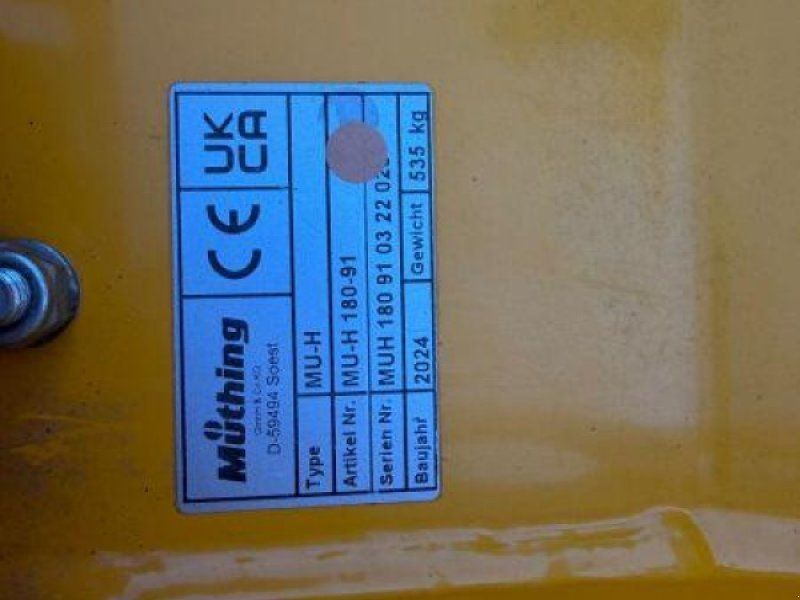 Müthing
GmbH & Co.KG
D-59494 Soest
CE
UK
CA
Type MU-H
Artikel Nr. MU-H 180-91
Serien Nr. MUH 180 91 03 22
Baujahr 2024 Gewicht 535 kg